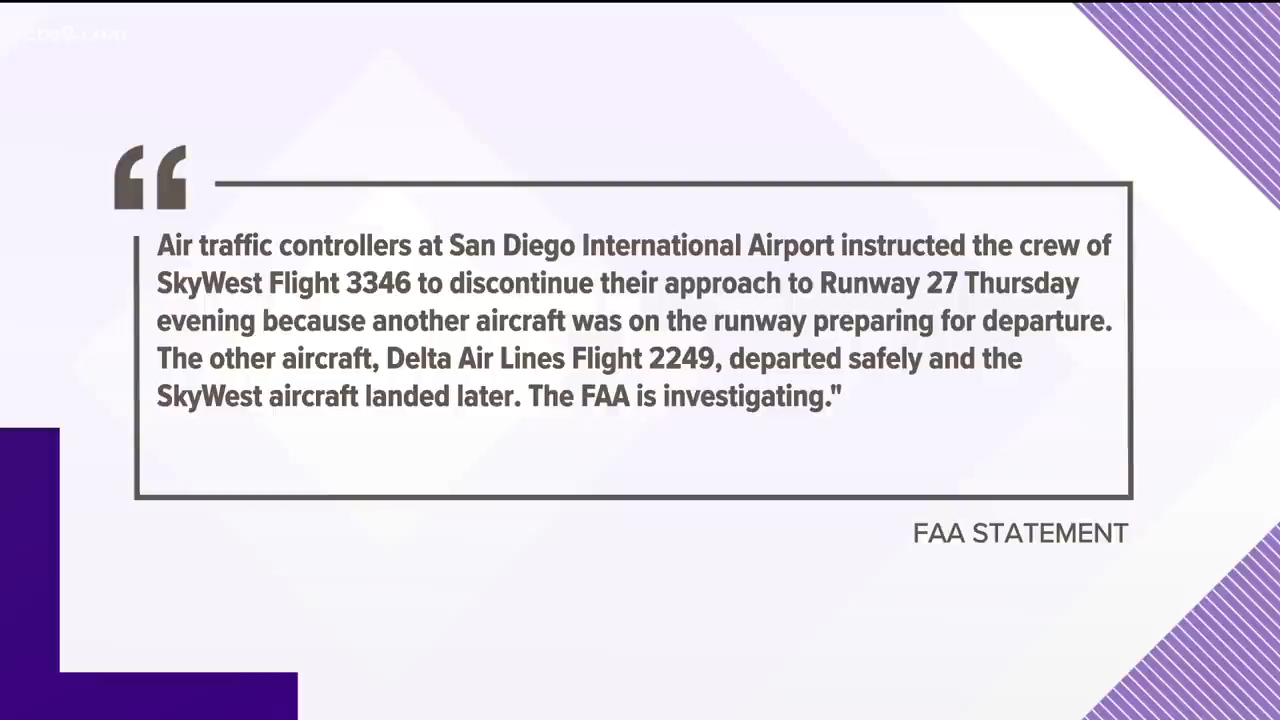 Air traffic controllers at San Diego International Airport instructed the crew of
SkyWest Flight 3346 to discontinue their approach to Runway 27 Thursday
evening because another aircraft was on the runway preparing for departure.
The other aircraft, Delta Air Lines Flight 2249, departed safely and the
SkyWest aircraft landed later. The FAA is investigating."
FAA STATEMENT